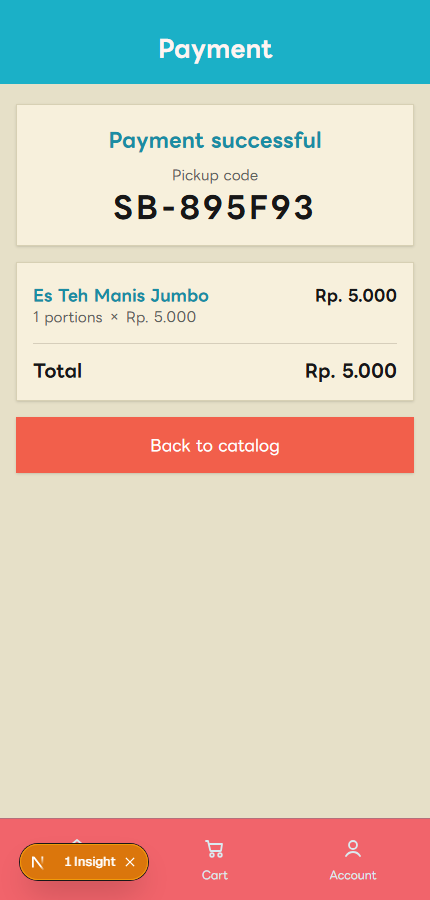 Payment
Payment successful
Pickup code
SB-895F93
Es Teh Manis Jumbo Rp. 5.000
1 portions × Rp. 5.000
Total Rp. 5.000
Back to catalog
N 1 Insight ×
Cart
Account